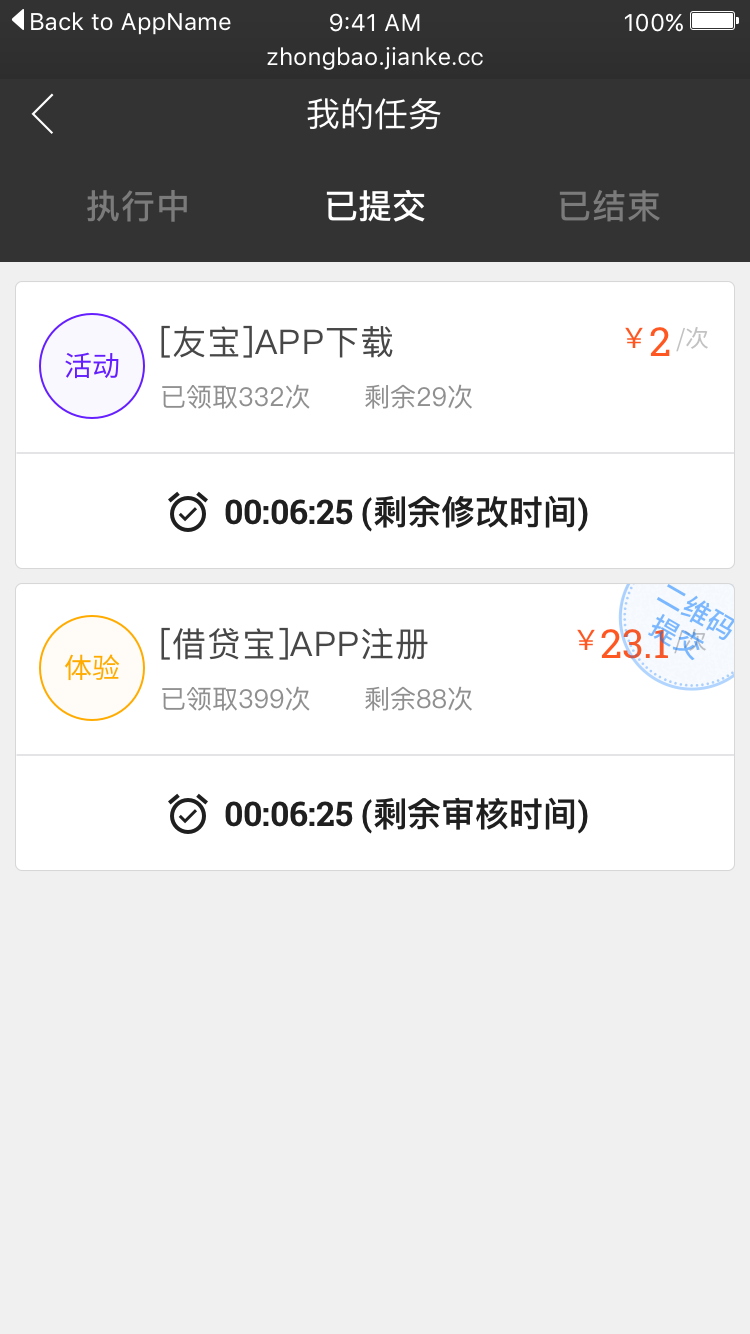 Back to AppName 9:41 AM 100%
zhongbao.jianke.cc
我的任务
执行中 已提交 已结束
活动
[友宝]APP下载 ￥2/次
已领取332次 剩余29次
00:06:25 (剩余修改时间)
二维码
提交
体验
[借贷宝]APP注册 ￥23.1/次
已领取399次 剩余88次
00:06:25 (剩余审核时间)